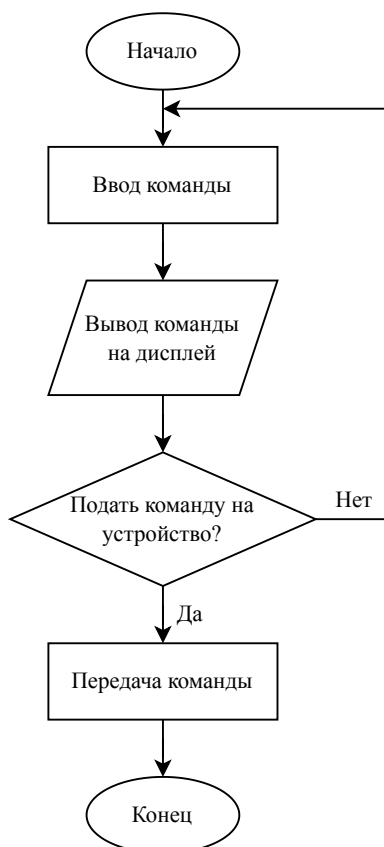 Начало
Ввод команды
Вывод команды
на дисплей
Подать команду на
устройство?
Нет
Да
Передача команды
Конец